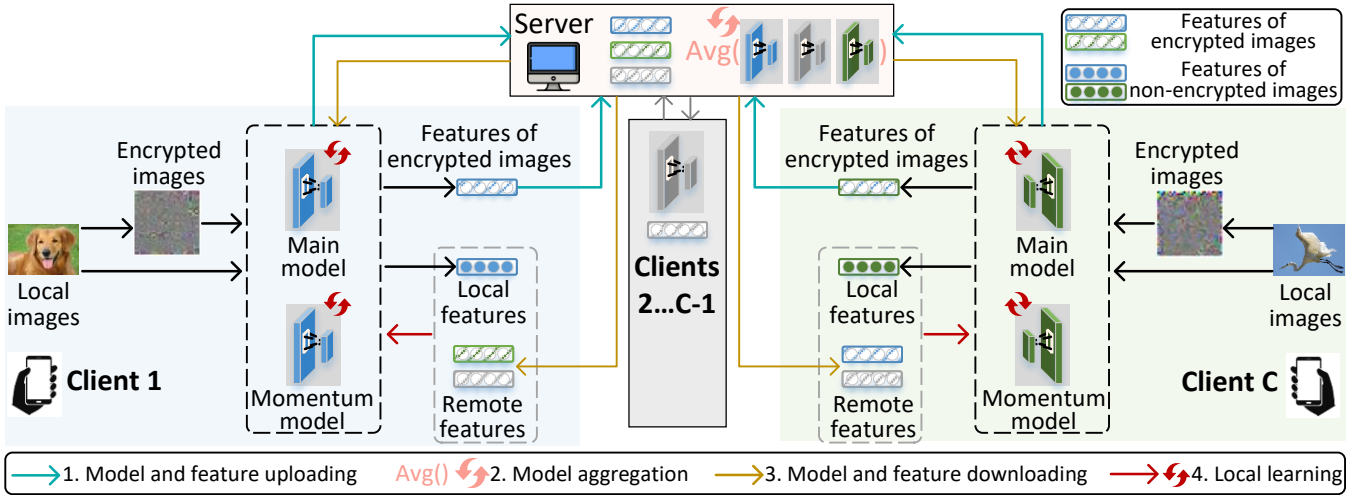 Server
Avg(
)
Features of
encrypted images
Features of
non-encrypted images
Encrypted
images
Features of
encrypted images
Main
model
Local
images
Local
features
Momentum
model
Remote
features
Client 1
Clients
2...C-1
Features of
encrypted images
Encrypted
images
Main
model
Local
features
Local
images
Momentum
model
Remote
features
Client C
1. Model and feature uploading
Avg() 2. Model aggregation
3. Model and feature downloading
4. Local learning